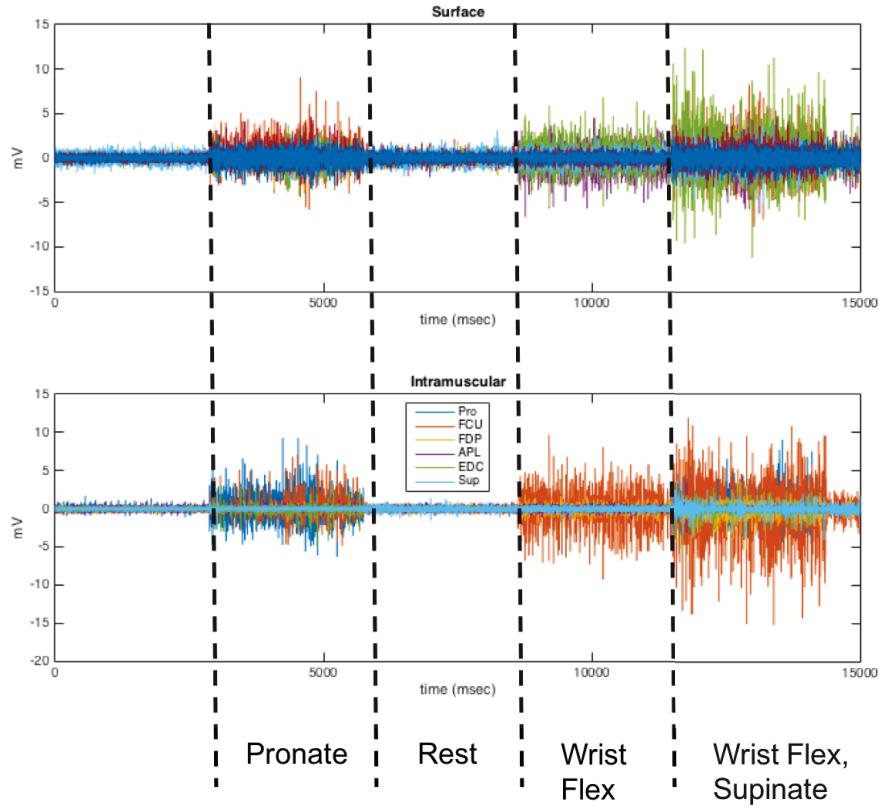 Surface
15
10
5
0
-5
-10
-15
mV
0
5000
10000
15000
time (msec)
Intramuscular
15
10
5
0
-5
-10
-15
-20
mV
Pro
FCU
FDP
APL
EDC
Sup
0
5000
10000
15000
time (msec)
Pronate
Rest
Wrist
Flex
Wrist Flex,
Supinate